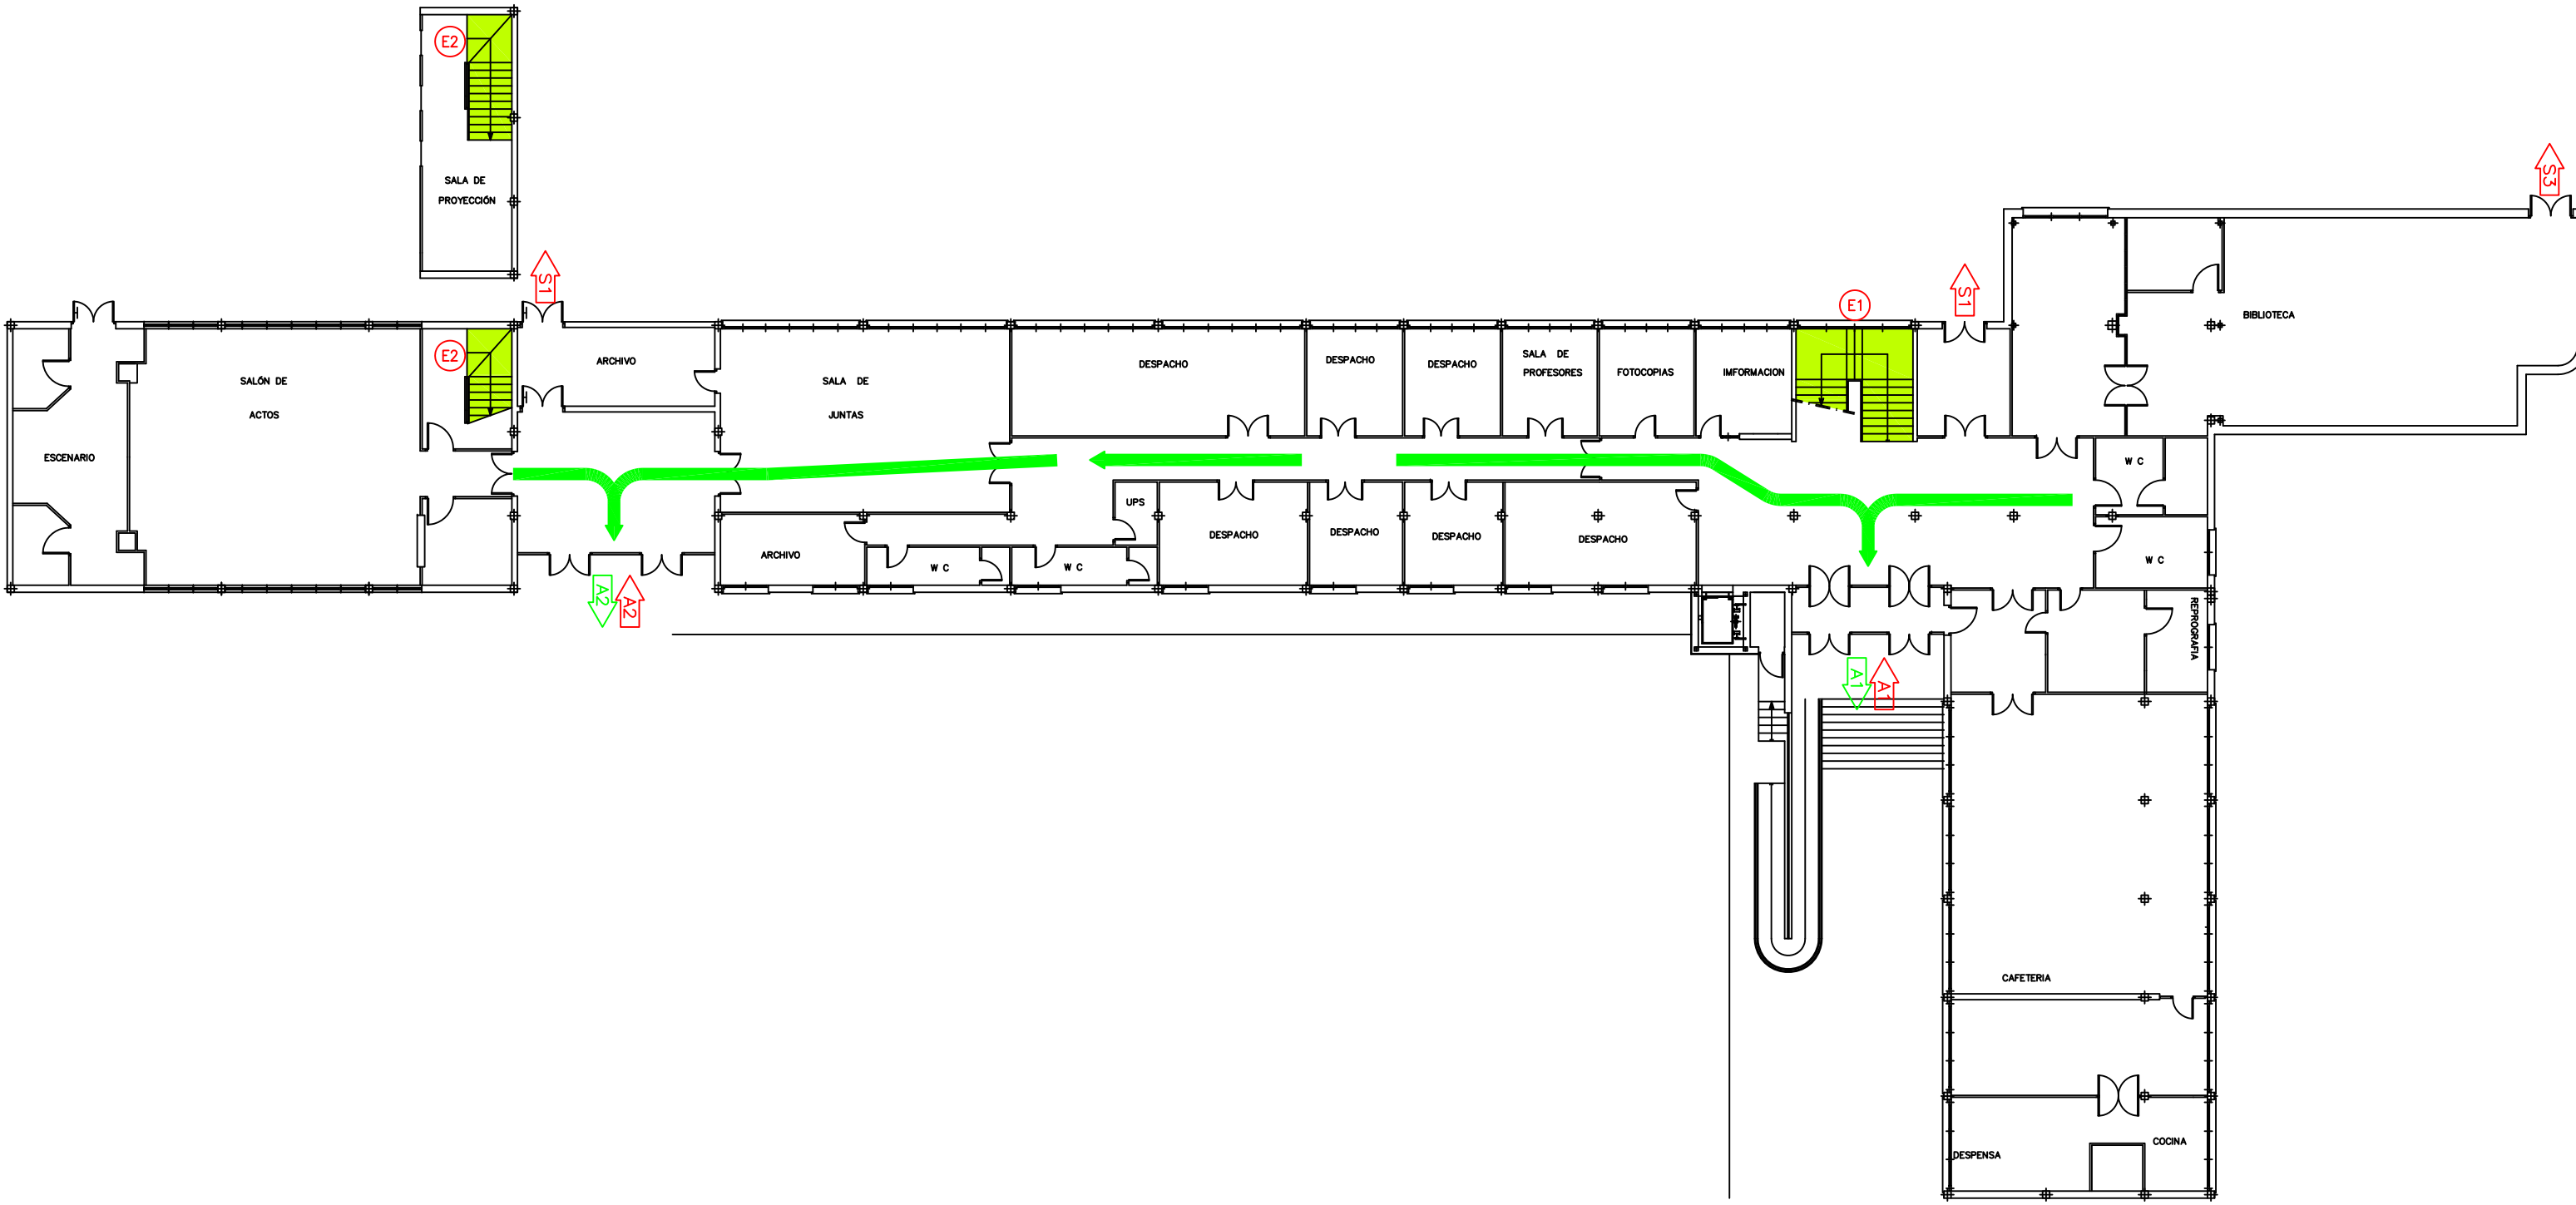 E2
SALA DE
PROYECCIÓN
S3
S1
S1
E1
BIBLIOTECA
E2
ARCHIVO
SALÓN DE
ACTOS
SALA DE
JUNTAS
DESPACHO
DESPACHO
DESPACHO
SALA DE
PROFESORES
FOTOCOPIAS
IMFORMACION
ESCENARIO
W C
UPS
ARCHIVO
W C
W C
DESPACHO
DESPACHO
DESPACHO
DESPACHO
W C
A2
A2
REPROGRAFIA
A1
A1
CAFETERIA
COCINA
DESPENSA